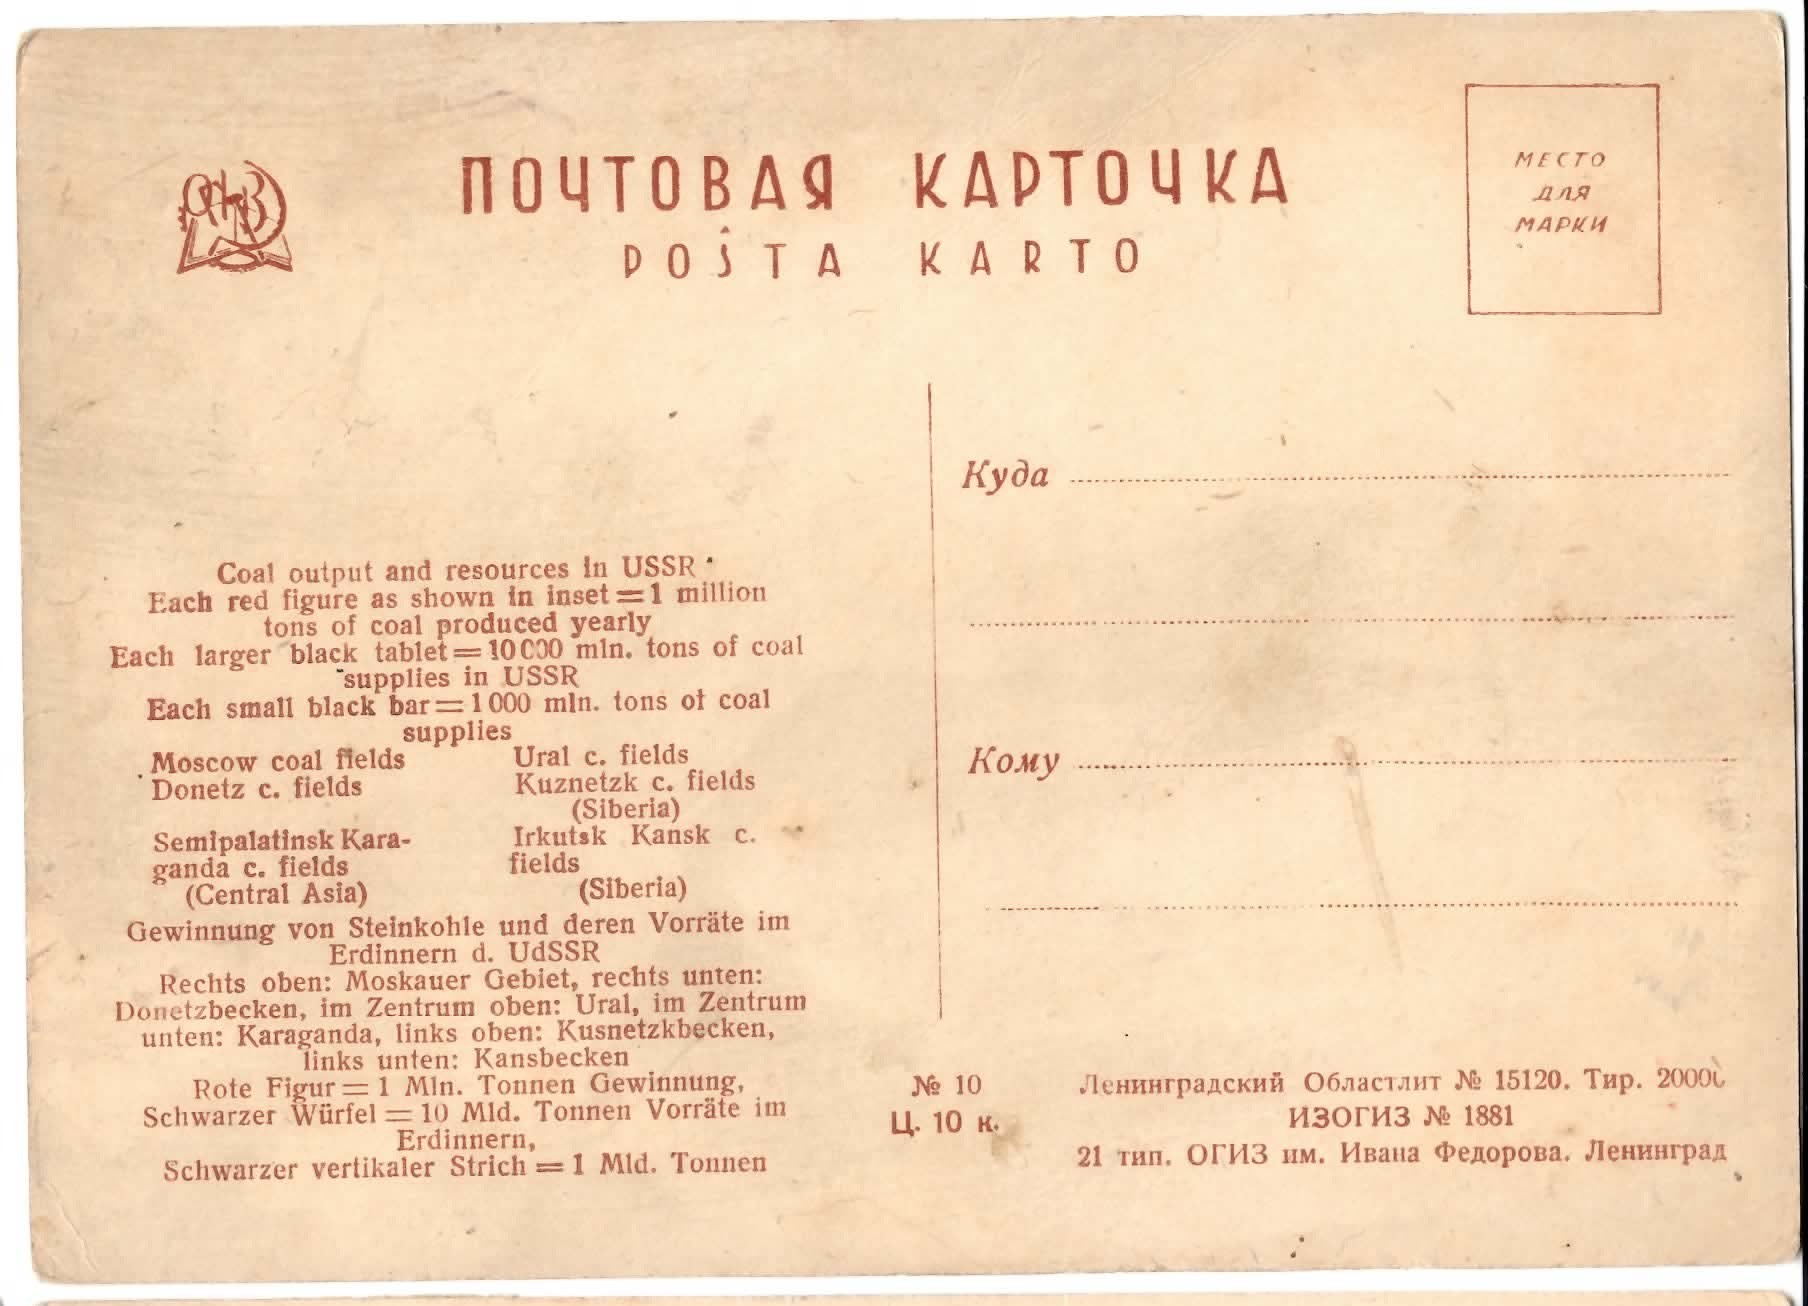 ПОЧТОВАЯ КАРТОЧКА
POŜTA KARTO
МЕСТО
ДЛЯ
МАРКИ
Coal output and resources in USSR
Each red figure as shown in inset = 1 million
tons of coal produced yearly
Each larger black tablet = 10 000 mln. tons of coal
supplies in USSR
Each small black bar = 1 000 mln. tons of coal
supplies
Moscow coal fields
Donetz c. fields
Semipalatinsk Kara-
ganda c. fields
(Central Asia)
Ural c. fields
Kuznetzk c. fields
(Siberia)
Irkutsk Kansk c.
fields
(Siberia)
Gewinnung von Steinkohle und deren Vorräte im
Erdinnern d. UdSSR
Rechts oben: Moskauer Gebiet, rechts unten:
Donetzbecken, im Zentrum oben: Ural, im Zentrum
unten: Karaganda, links oben: Kusnetzkbecken,
links unten: Kansbecken
Rote Figur = 1 Mln. Tonnen Gewinnung,
Schwarzer Würfel = 10 Mld. Tonnen Vorräte im
Erdinnern,
Schwarzer vertikaler Strich = 1 Mld. Tonnen
Куда
Кому
№ 10
Ц. 10 к.
Ленинградский Областлит № 15120. Тир. 20000
ИЗОГИЗ № 1881
21 тип. ОГИЗ им. Ивана Федорова. Ленинград